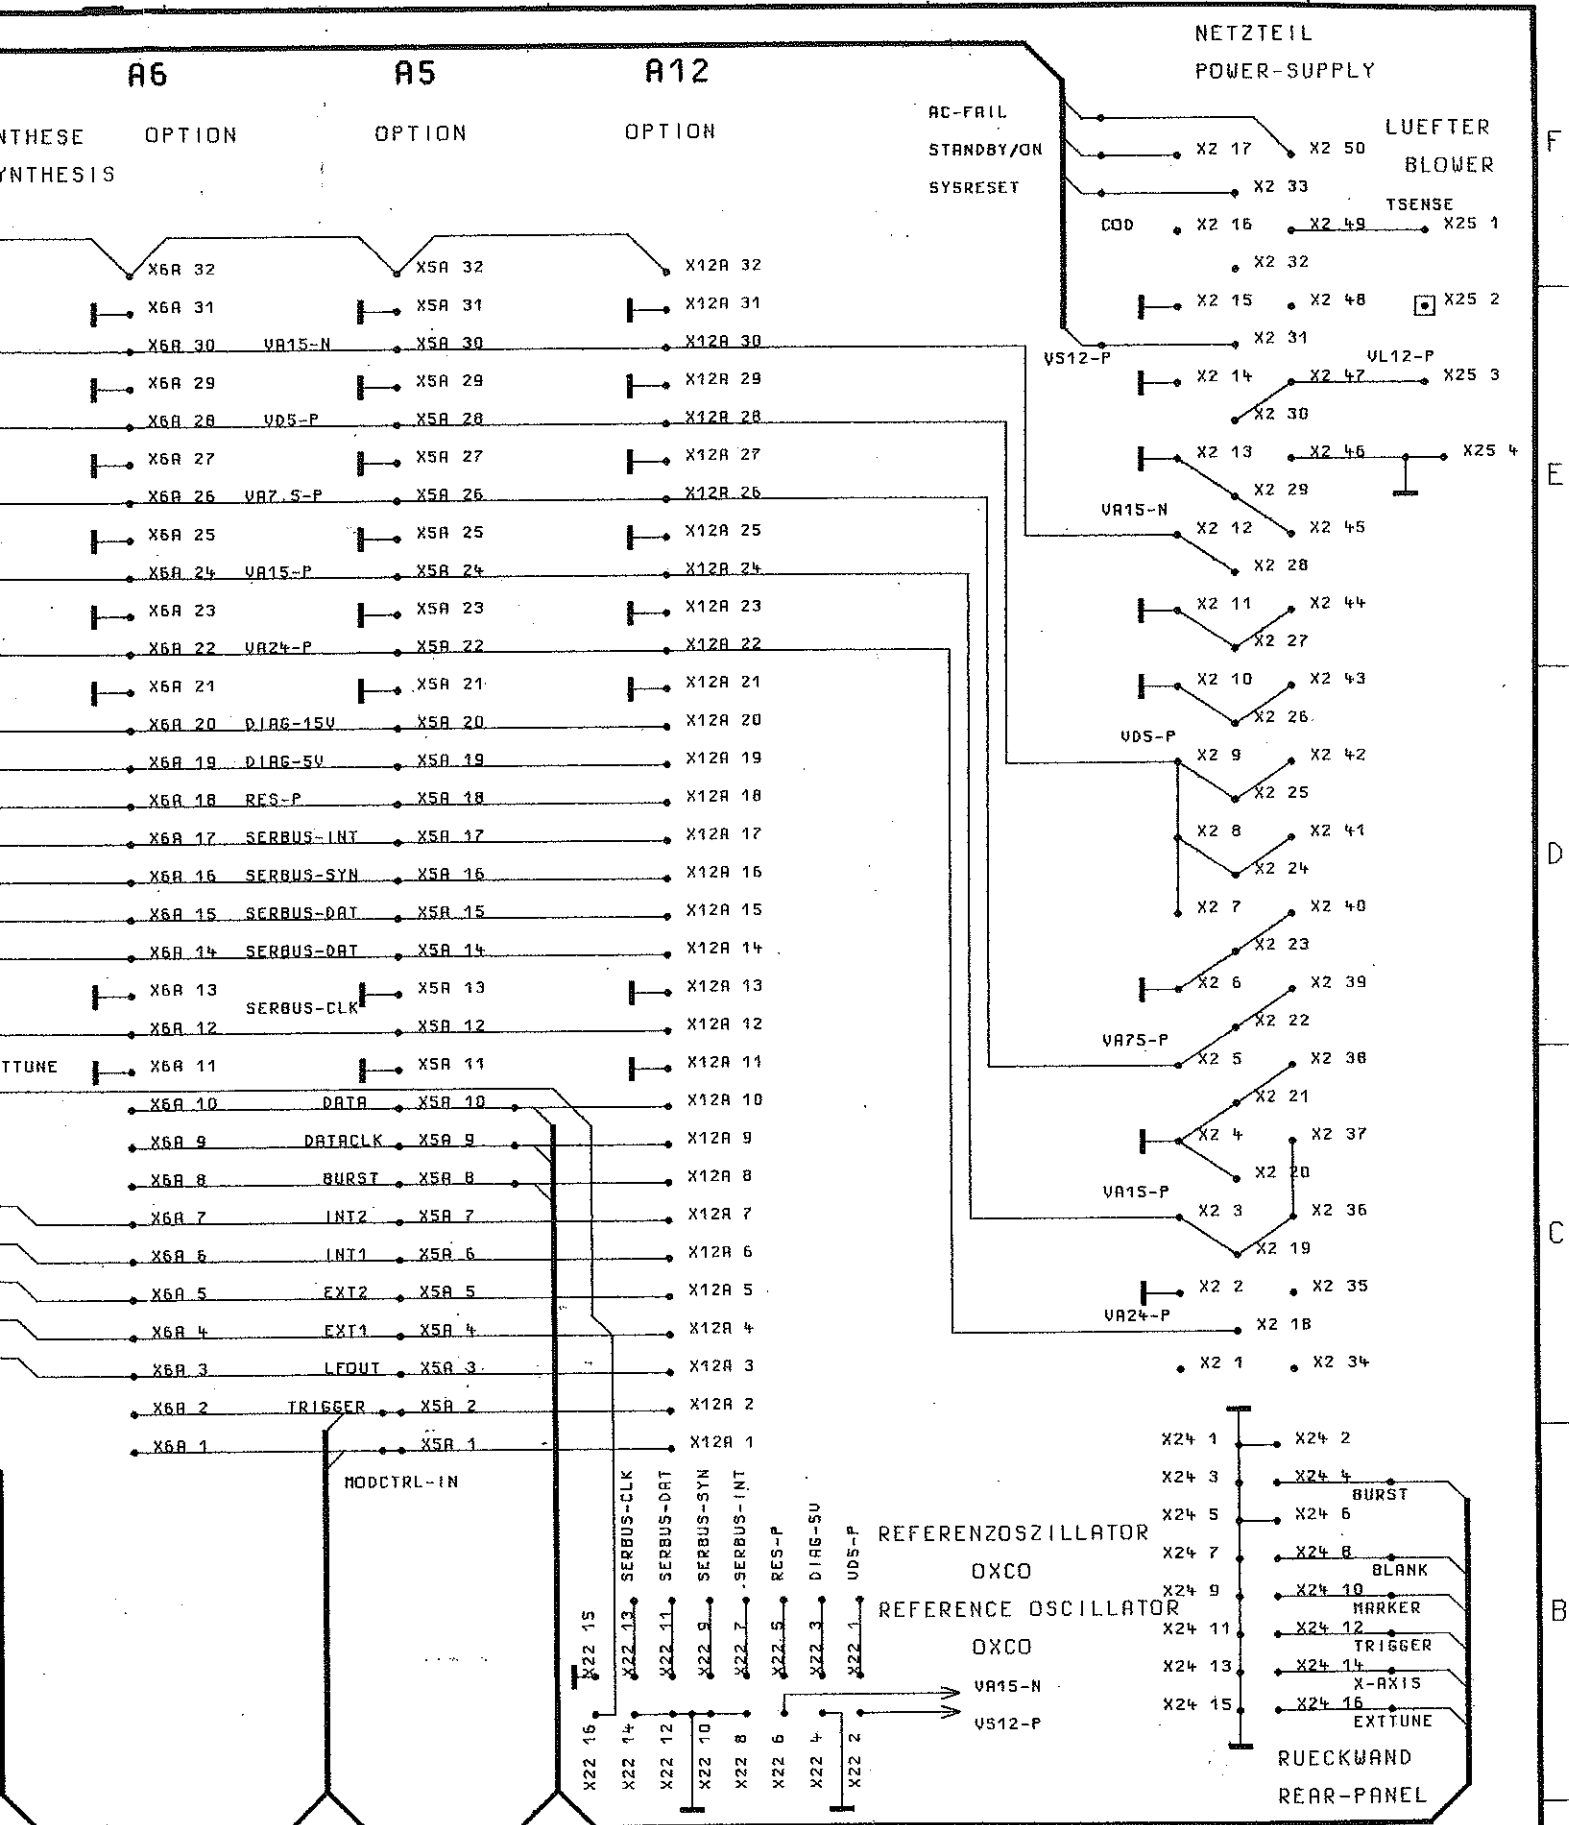 NETZTEIL
POWER-SUPPLY
A6 A5 A12
NTHESE OPTION OPTION OPTION
YNTHESIS
AC-FAIL
STANDBY/ON X2 17 X2 50
SYSRESET X2 33
LUEFTER
BLOWER
F
TSENSE
COD X2 16 X2 49 X25 1
X2 32
X2 15 X2 48 X25 2
X2 31
VS12-P VL12-P
X2 14 X2 47 X25 3
X2 30
X2 13 X2 46 X25 4
X2 29
E
VA15-N
X2 12 X2 45
X2 28
X2 11 X2 44
X2 27
X2 10 X2 43
X2 26
VD5-P
X2 9 X2 42
X2 25
X2 8 X2 41
X2 24
D
X2 7 X2 40
X2 23
X2 6 X2 39
X2 22
VA75-P
X2 5 X2 38
X2 21
X2 4 X2 37
X2 20
VA15-P
X2 3 X2 36
X2 19
C
X2 2 X2 35
VA24-P
X2 18
X2 1 X2 34
X6A 32 X5A 32 X12A 32
X6A 31 X5A 31 X12A 31
X6A 30 VA15-N X5A 30 X12A 30
X6A 29 X5A 29 X12A 29
X6A 28 VD5-P X5A 28 X12A 28
X6A 27 X5A 27 X12A 27
X6A 26 VA7.5-P X5A 26 X12A 26
X6A 25 X5A 25 X12A 25
X6A 24 VA15-P X5A 24 X12A 24
X6A 23 X5A 23 X12A 23
X6A 22 VA24-P X5A 22 X12A 22
X6A 21 X5A 21 X12A 21
X6A 20 DIAG-15V X5A 20 X12A 20
X6A 19 DIAG-5V X5A 19 X12A 19
X6A 18 RES-P X5A 18 X12A 18
X6A 17 SERBUS-INT X5A 17 X12A 17
X6A 16 SERBUS-SYN X5A 16 X12A 16
X6A 15 SERBUS-DAT X5A 15 X12A 15
X6A 14 SERBUS-DAT X5A 14 X12A 14
X6A 13 X5A 13 X12A 13
SERBUS-CLK
X6A 12 X5A 12 X12A 12
TTUNE X6A 11 X5A 11 X12A 11
X6A 10 DATA X5A 10 X12A 10
X6A 9 DATACLK X5A 9 X12A 9
X6A 8 BURST X5A 8 X12A 8
X6A 7 INT2 X5A 7 X12A 7
X6A 6 INT1 X5A 6 X12A 6
X6A 5 EXT2 X5A 5 X12A 5
X6A 4 EXT1 X5A 4 X12A 4
X6A 3 LFOUT X5A 3 X12A 3
X6A 2 TRIGGER X5A 2 X12A 2
X6A 1 X5A 1 X12A 1
MODCTRL-IN
SERBUS-CLK
SERBUS-DAT
SERBUS-SYN
SERBUS-INT
RES-P
DIAG-5V
VD5-P
X22 15
X22 13
X22 11
X22 9
X22 7
X22 5
X22 3
X22 1
X22 16
X22 14
X22 12
X22 10
X22 8
X22 6
X22 4
X22 2
REFERENZOSZILLATOR
OXCO
REFERENCE OSCILLATOR
OXCO
VA15-N
VS12-P
X24 1 X24 2
X24 3 X24 4
BURST
X24 5 X24 6
X24 7 X24 8
BLANK
X24 9 X24 10
MARKER
X24 11 X24 12
TRIGGER
X24 13 X24 14
X-AXIS
X24 15 X24 16
EXTTUNE
B
RUECKWAND
REAR-PANEL